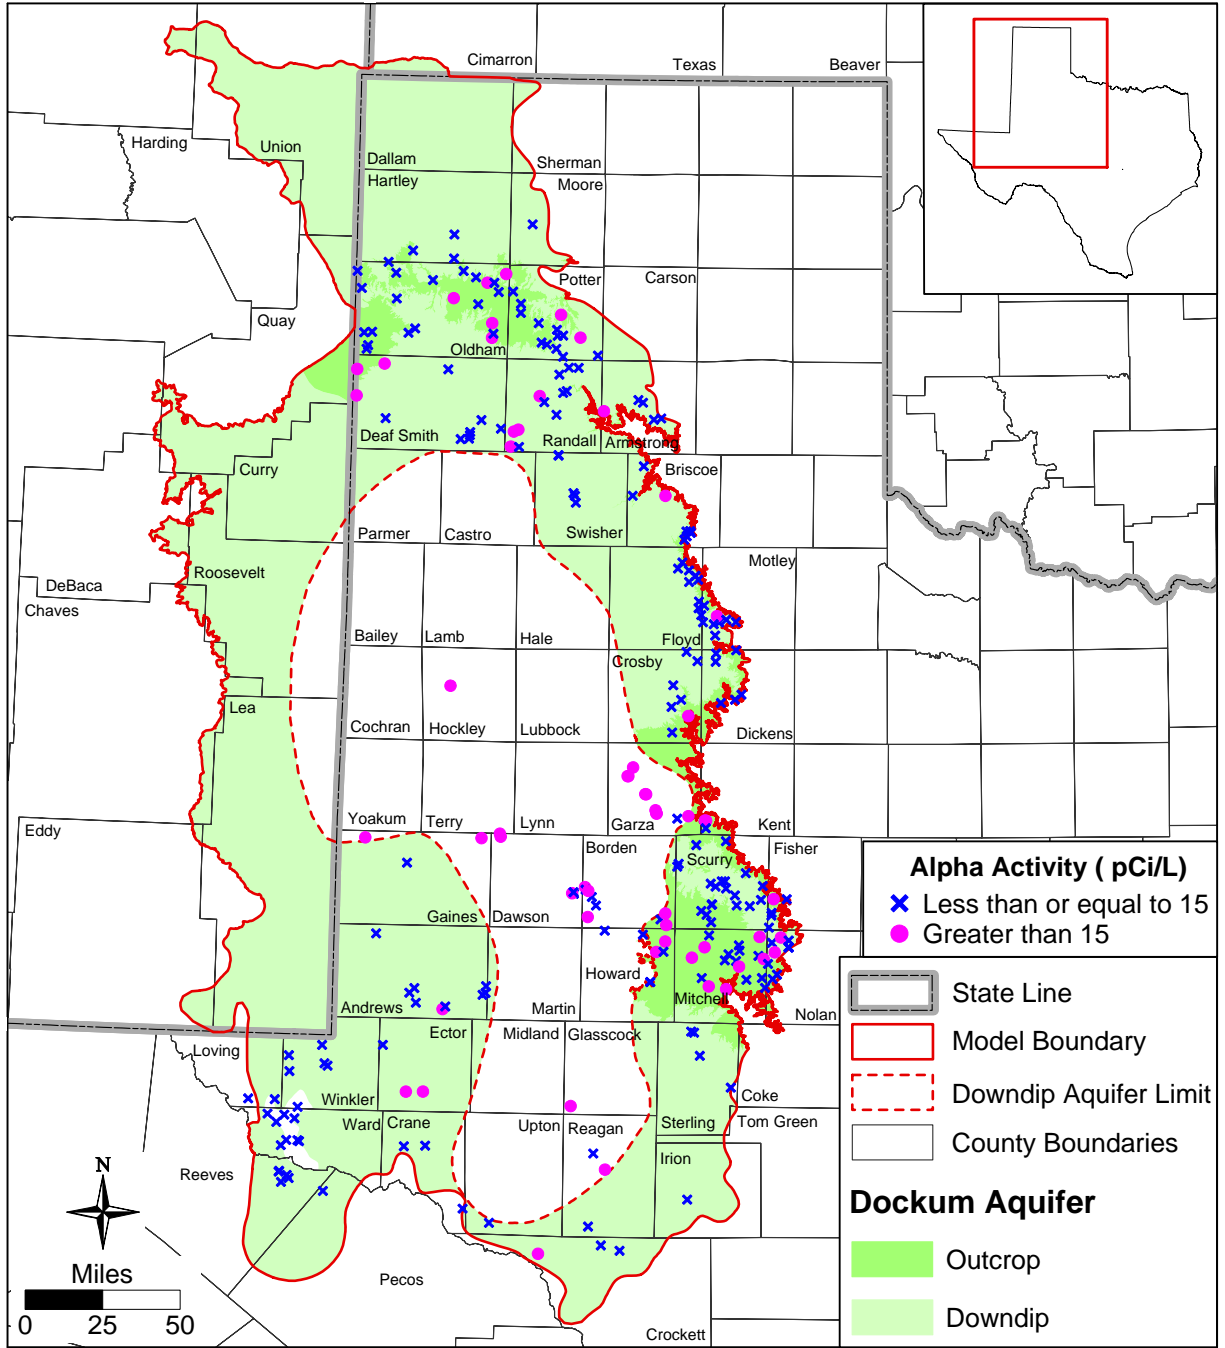 Cimarron
Texas
Beaver
Harding
Union
Dallam
Sherman
Hartley
Moore
Potter
Carson
Quay
Oldham
Deaf Smith
Randall
Armstrong
Curry
Briscoe
Parmer
Castro
Swisher
Motley
Roosevelt
DeBaca
Chaves
Bailey
Lamb
Hale
Floyd
Crosby
Lea
Cochran
Hockley
Lubbock
Dickens
Eddy
Yoakum
Terry
Lynn
Garza
Kent
Borden
Scurry
Fisher
Gaines
Dawson
Howard
Andrews
Martin
Mitchell
Nolan
Loving
Ector
Midland
Glasscock
Winkler
Coke
Ward
Crane
Upton
Reagan
Sterling
Tom Green
Reeves
Irion
Pecos
Crockett
Alpha Activity ( pCi/L)
Less than or equal to 15
Greater than 15
State Line
Model Boundary
Downdip Aquifer Limit
County Boundaries
Dockum Aquifer
Outcrop
Downdip
N
Miles
0 25 50